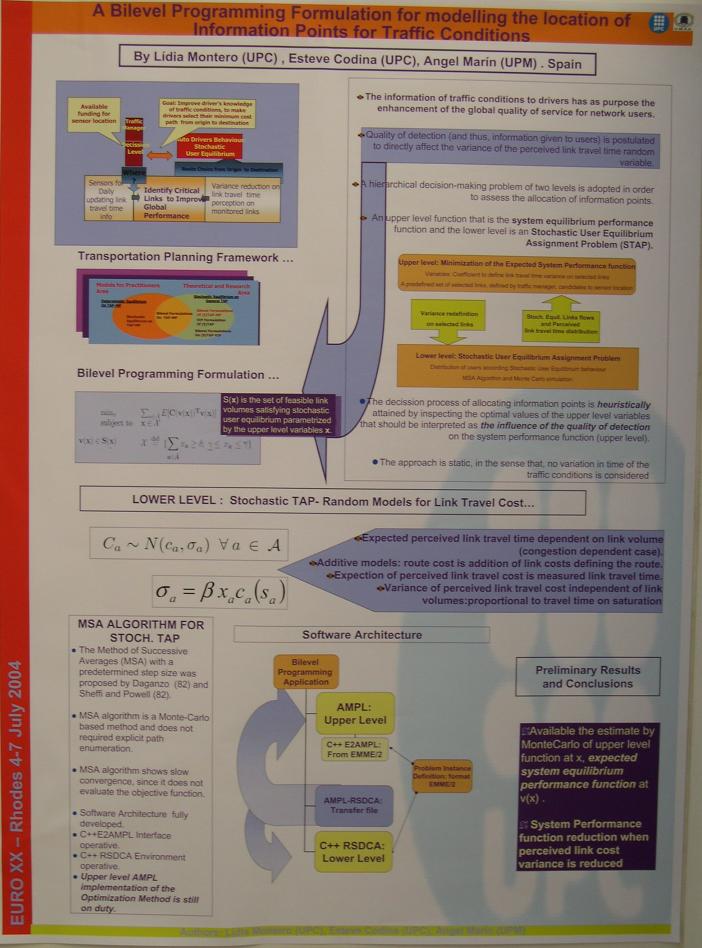 A Bilevel Programming Formulation for modelling the location of
Information Points for Traffic Conditions
By Lídia Montero (UPC) , Esteve Codina (UPC), Angel Marín (UPM) . Spain
Available
funding for
sensor location
Goal: Improve driver's knowledge
of traffic conditions, to make
drivers select their minimum cost
path from origin to destination
Traffic
Manager
Decision
Level
Auto Drivers Behaviour
Stochastic
User Equilibrium
Route Choice from Origin to Destination
Where
?
Sensors for
Daily
updating link
travel time
info
Identify Critical
Links to Improve
Global
Performance
Variance reduction on
link travel time
perception on
monitored links
The information of traffic conditions to drivers has as purpose the
enhancement of the global quality of service for network users.
Quality of detection (and thus, information given to users) is postulated
to directly affect the variance of the perceived link travel time random
variable.
A hierarchical decision-making problem of two levels is adopted in order
to assess the allocation of information points.
An upper level function that is the system equilibrium performance
function and the lower level is an Stochastic User Equilibrium
Assignment Problem (STAP).
Upper level: Minimization of the Expected System Performance function
Variables: Coefficient to define link travel time variance on selected links
A predefined set of selected links, defined by traffic manager, candidates to sensor location
Variance redefinition
on selected links
Stoch. Equil. Links flows
and Perceived
link travel time distribution
Lower level: Stochastic User Equilibrium Assignment Problem
Distribution of users according Stochastic User Equilibrium behaviour
MSA Algorithm and Monte Carlo simulation
The decision process of allocating information points is heuristically
attained by inspecting the optimal values of the upper level variables
that should be interpreted as the influence of the quality of detection
on the system performance function (upper level).
The approach is static, in the sense that, no variation in time of the
traffic conditions is considered
Transportation Planning Framework ...
Models for Practitioners
Area
Theoretical and Research
Area
Bilevel Programming Formulation ...
S(x) is the set of feasible link
volumes satisfying stochastic
user equilibrium parametrized
by the upper level variables x.
subject to
v(x) ∈ S(x)
LOWER LEVEL : Stochastic TAP- Random Models for Link Travel Cost...
Cₐ ~ N(cₐ, σₐ) ∀ a ∈ A
σₐ = β xₐ cₐ(sₐ)
Expected perceived link travel time dependent on link volume
(congestion dependent case).
Additive models: route cost is addition of link costs defining the route.
Expection of perceived link travel cost is measured link travel time.
Variance of perceived link travel cost independent of link
volumes:proportional to travel time on saturation
MSA ALGORITHM FOR
STOCH. TAP
The Method of Successive
Averages (MSA) with a
predetermined step size was
proposed by Daganzo (82) and
Sheffi and Powell (82).
MSA algorithm is a Monte-Carlo
based method and does not
required explicit path
enumeration.
MSA algorithm shows slow
convergence, since it does not
evaluate the objective function.
Software Architecture fully
developed.
C++E2AMPL Interface
operative.
C++ RSDCA Environment
operative.
Upper level AMPL
implementation of the
Optimization Method is still
on duty.
Software Architecture
Bilevel
Programming
Application
AMPL:
Upper Level
C++ E2AMPL:
From EMME/2
Problem Instance
Definition: format
EMME/2
AMPL-RSDCA:
Transfer file
C++ RSDCA:
Lower Level
Preliminary Results
and Conclusions
Available the estimate by
MonteCarlo of upper level
function at x, expected
system equilibrium
performance function at
v(x) .
System Performance
function reduction when
perceived link cost
variance is reduced
EURO XX – Rhodes 4-7 July 2004
UPC
Authors: Lídia Montero (UPC), Esteve Codina (UPC), Angel Marín (UPM)